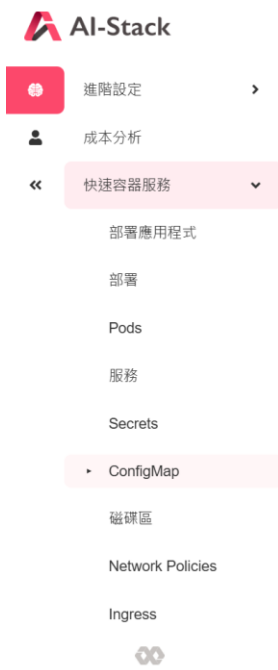 AI-Stack
進階設定
成本分析
快速容器服務
部署應用程式
部署
Pods
服務
Secrets
ConfigMap
磁碟區
Network Policies
Ingress